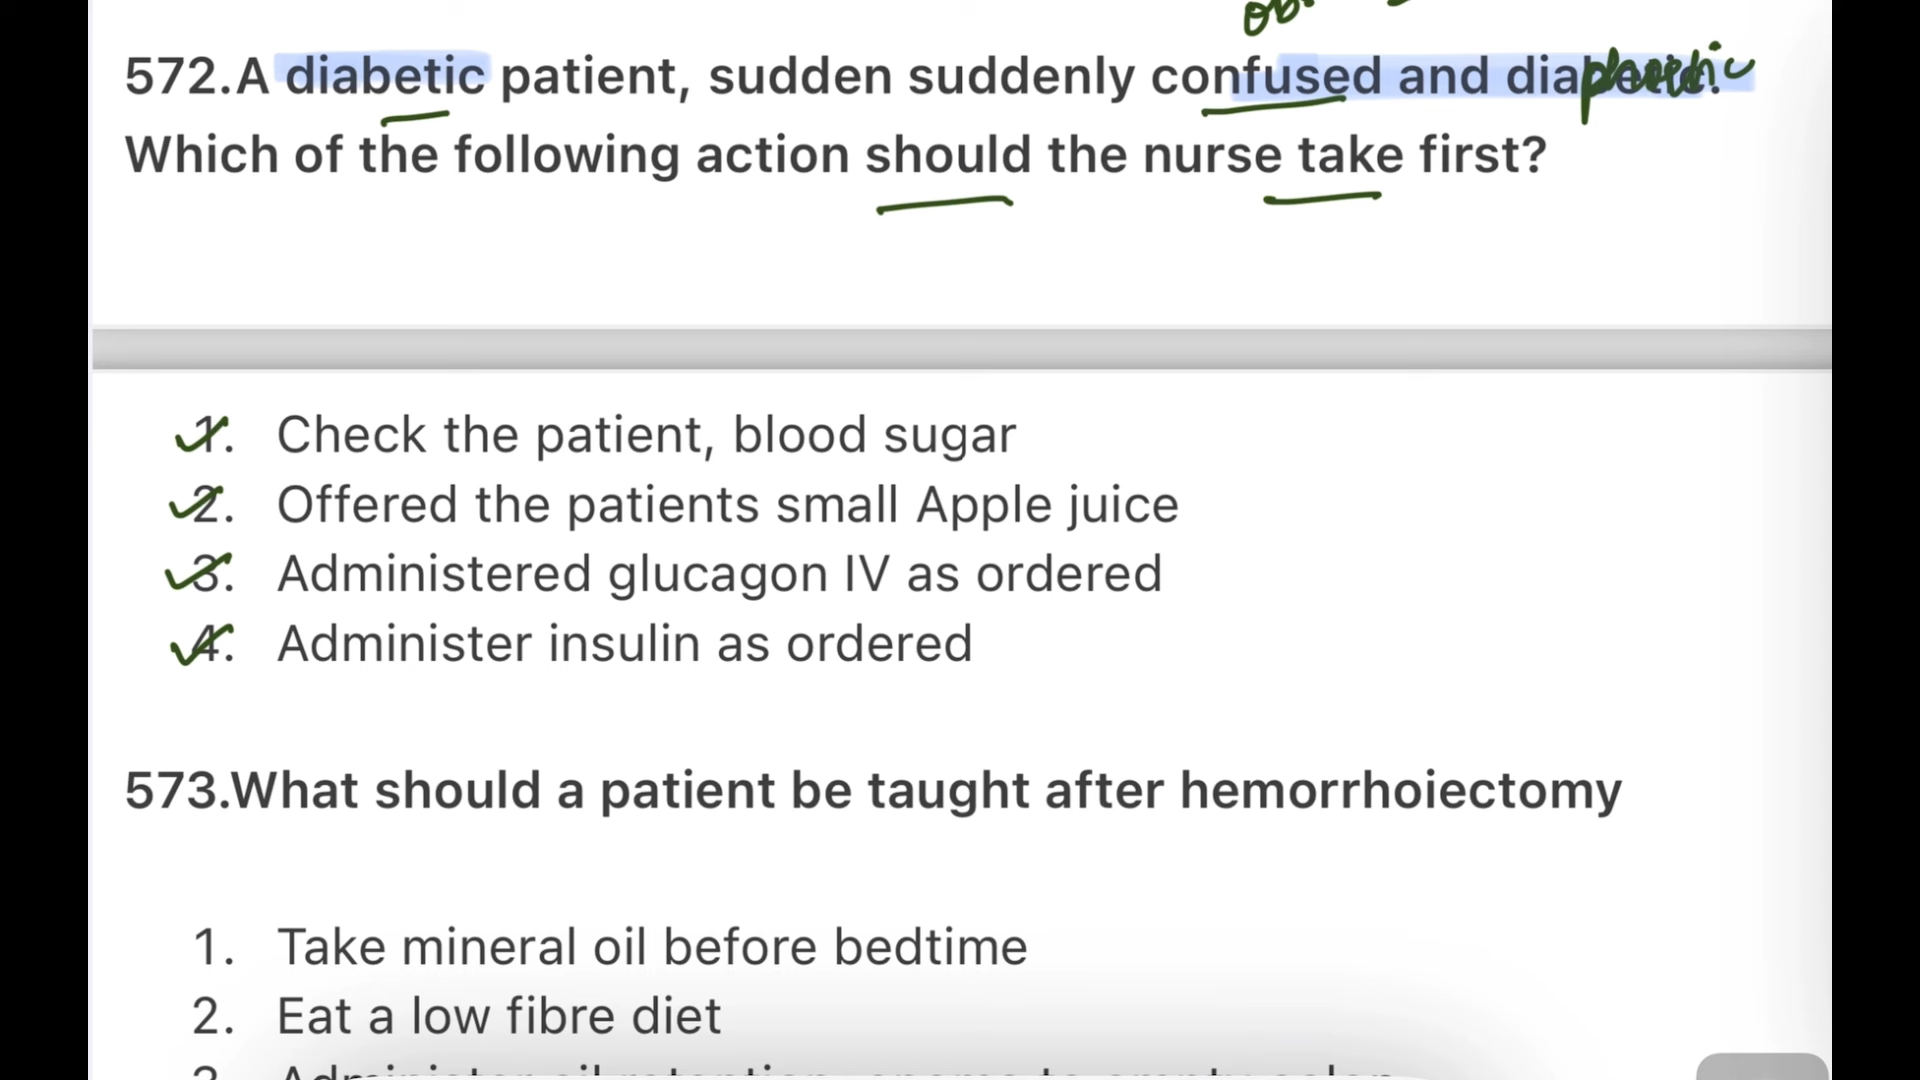 ob
572.A diabetic patient, sudden suddenly confused and diaphoretic.
Which of the following action should the nurse take first?
1. Check the patient, blood sugar
2. Offered the patients small Apple juice
3. Administered glucagon IV as ordered
4. Administer insulin as ordered
573.What should a patient be taught after hemorrhoiectomy
1. Take mineral oil before bedtime
2. Eat a low fibre diet